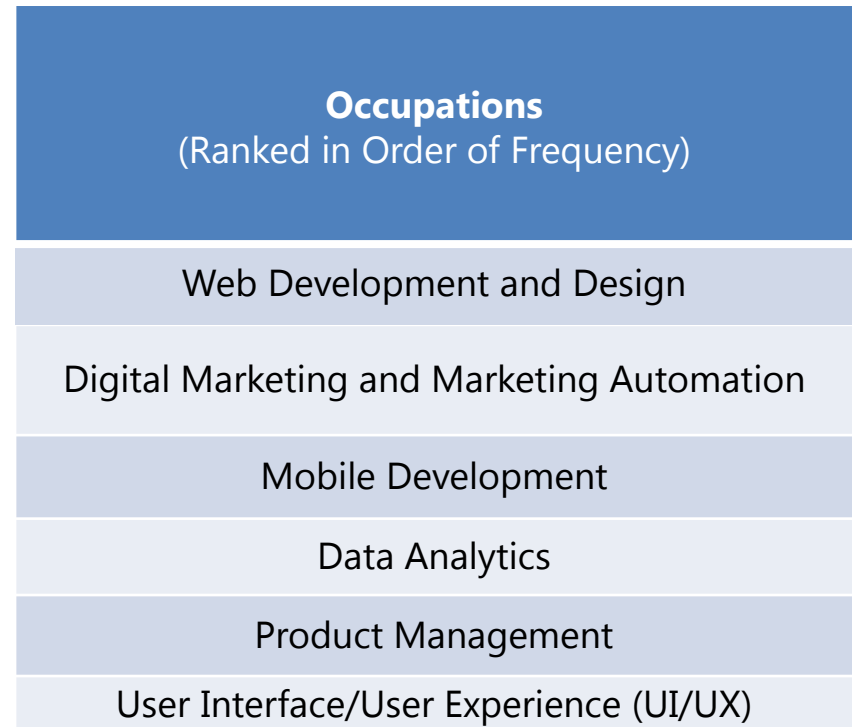 Occupations
(Ranked in Order of Frequency)
Web Development and Design
Digital Marketing and Marketing Automation
Mobile Development
Data Analytics
Product Management
User Interface/User Experience (UI/UX)